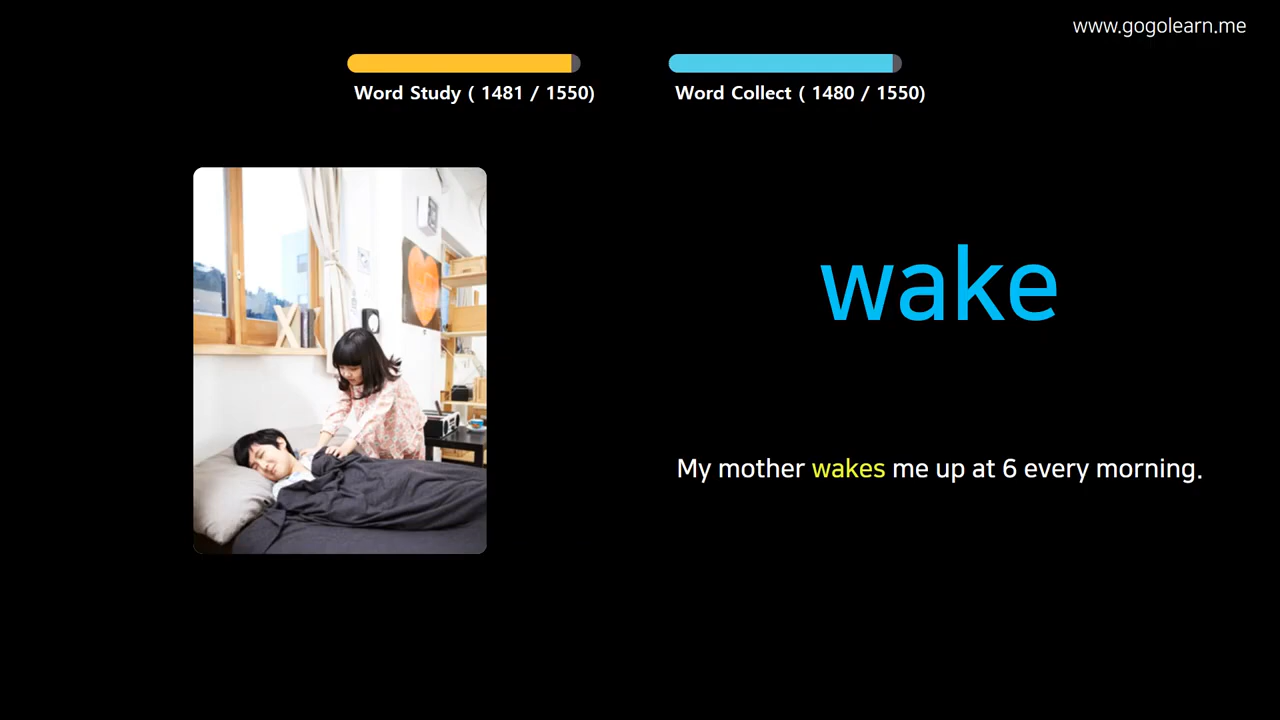 www.gogolearn.me
Word Study ( 1481 / 1550)
Word Collect ( 1480 / 1550)
wake
My mother wakes me up at 6 every morning.